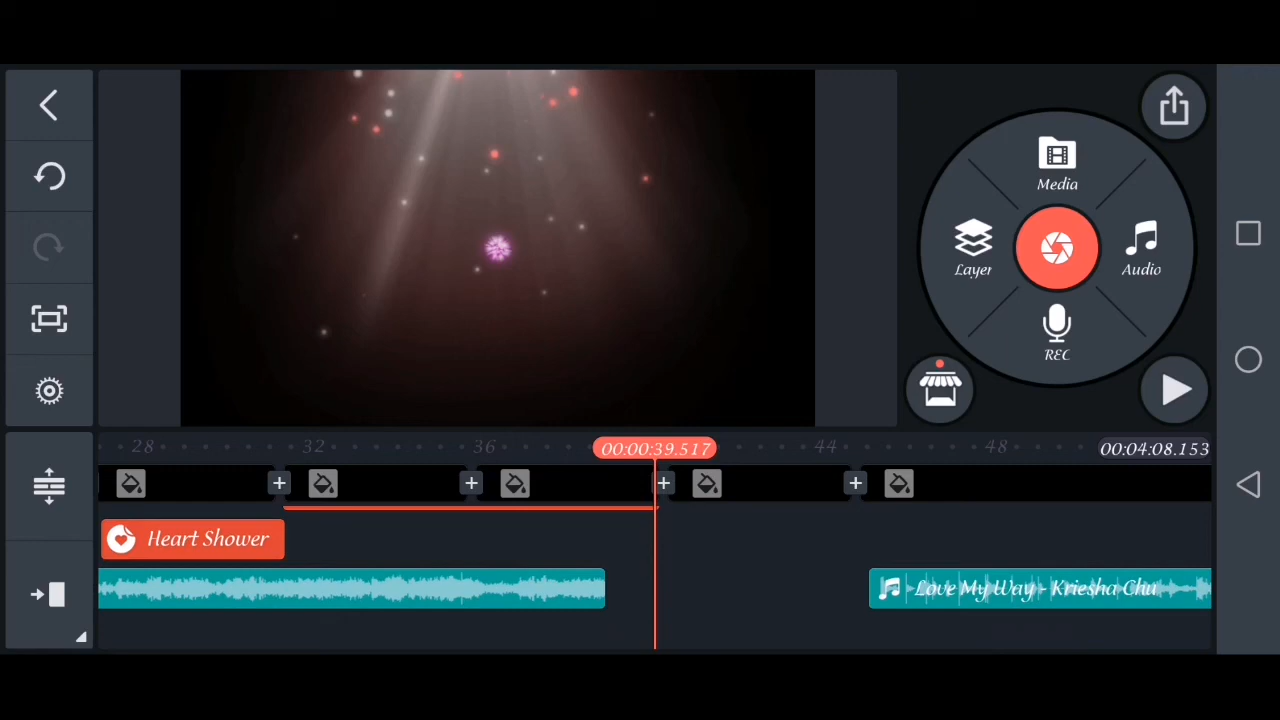 Media
Layer
Audio
REC
28
32
36
00:00:39.517
44
48
00:04:08.153
Heart Shower
Love My Way - Kriesha Chu